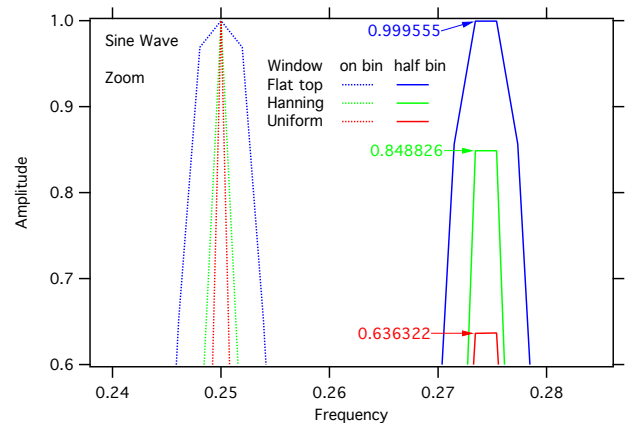 1.0
0.9
0.8
0.7
0.6
Amplitude
Sine Wave
Zoom
Window on bin half bin
Flat top
Hanning
Uniform
0.999555
0.848826
0.636322
0.24 0.25 0.26 0.27 0.28
Frequency